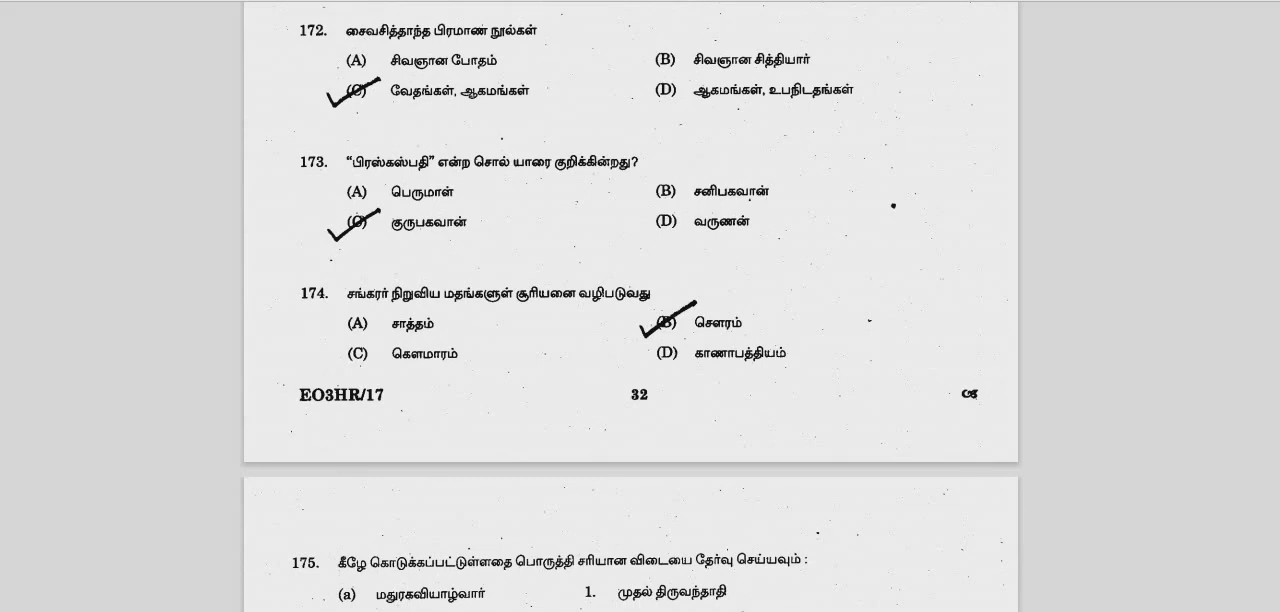 172. சைவசித்தாந்த பிரமாண நூல்கள்
(A) சிவஞான போதம் (B) சிவஞான சித்தியார்
(C) வேதங்கள், ஆகமங்கள் (D) ஆகமங்கள், உபநிடதங்கள்
173. “பிரஸ்கஸ்பதி” என்ற சொல் யாரை குறிக்கின்றது?
(A) பெருமாள் (B) சனிபகவான்
(C) குருபகவான் (D) வருணன்
174. சங்கரர் நிறுவிய மதங்களுள் சூரியனை வழிபடுவது
(A) சாத்தம் (B) சௌரம்
(C) கௌமாரம் (D) காணாபத்தியம்
EO3HR/17 32
175. கீழே கொடுக்கப்பட்டுள்ளதை பொருத்தி சரியான விடையை தேர்வு செய்யவும் :
(a) மதுரகவியாழ்வார் 1. முதல் திருவந்தாதி